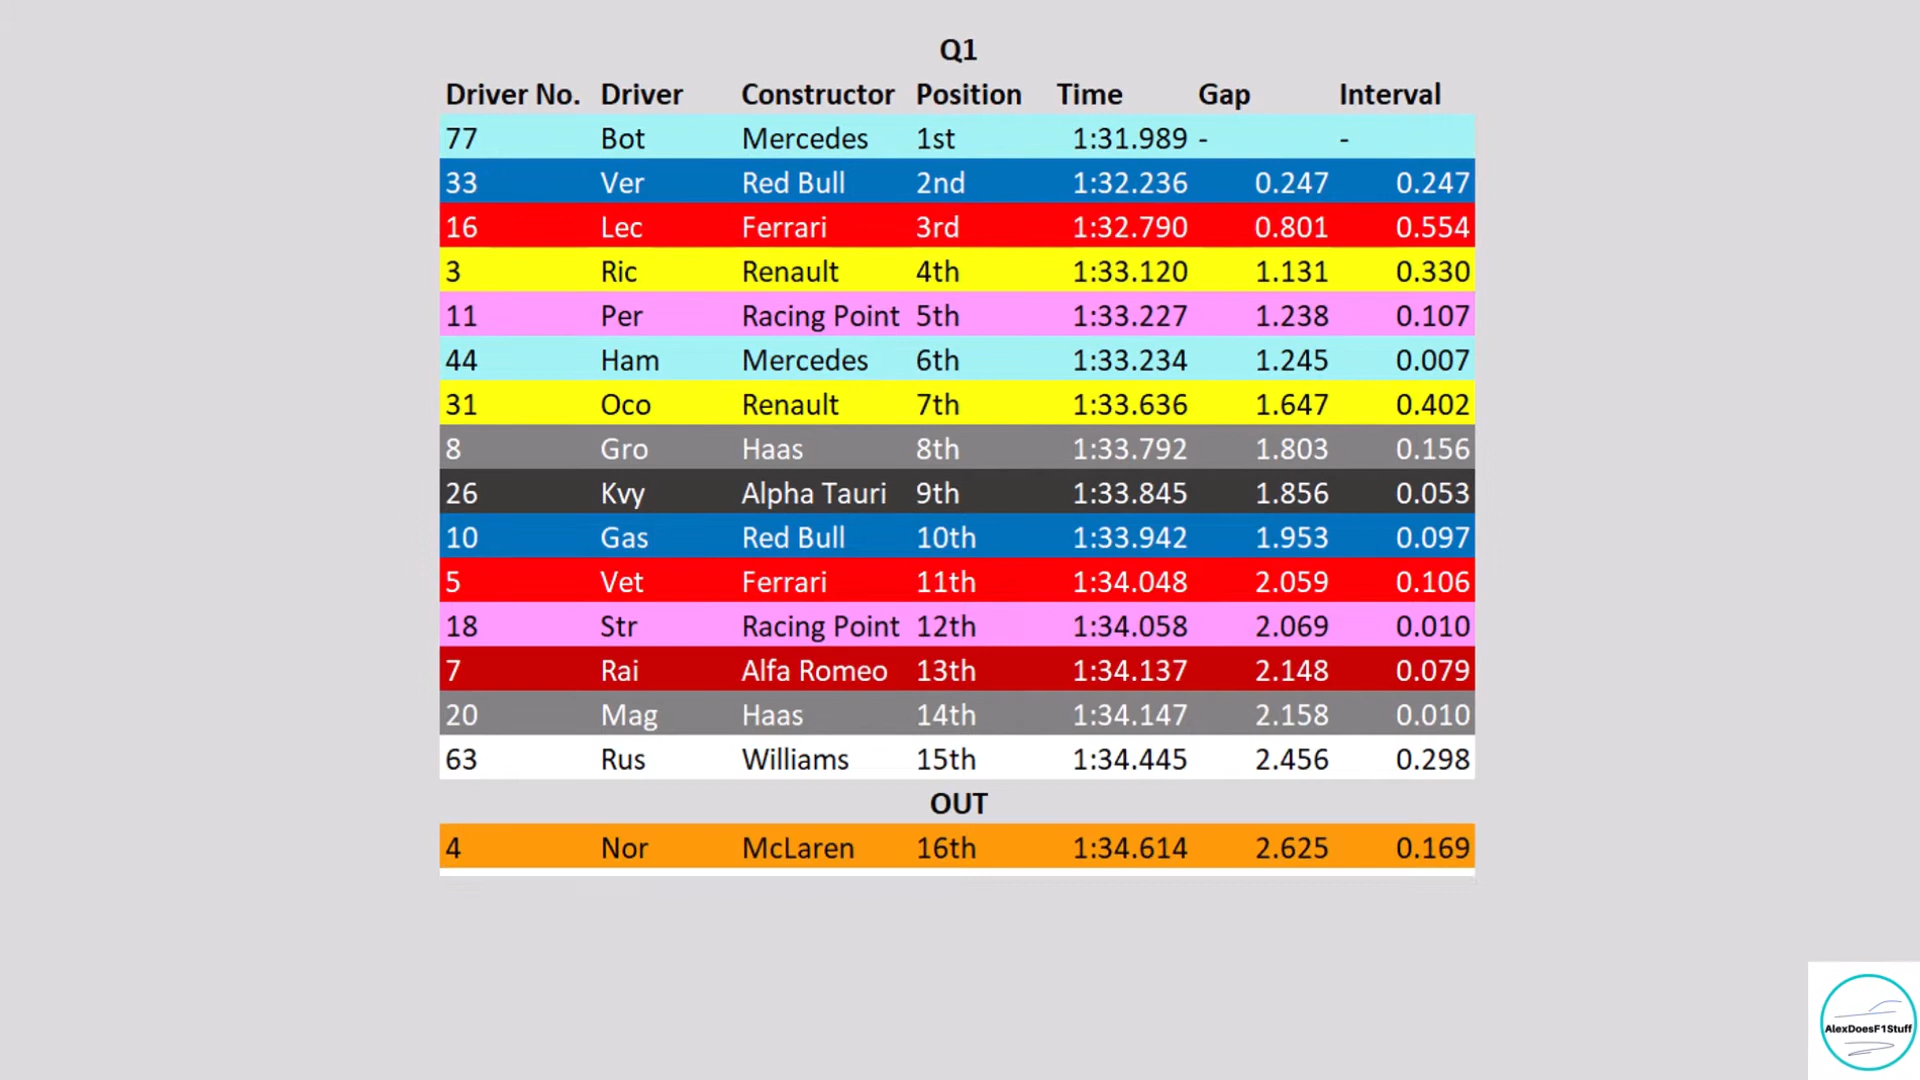 Q1
Driver No. Driver Constructor Position Time Gap Interval
77 Bot Mercedes 1st 1:31.989 - -
33 Ver Red Bull 2nd 1:32.236 0.247 0.247
16 Lec Ferrari 3rd 1:32.790 0.801 0.554
3 Ric Renault 4th 1:33.120 1.131 0.330
11 Per Racing Point 5th 1:33.227 1.238 0.107
44 Ham Mercedes 6th 1:33.234 1.245 0.007
31 Oco Renault 7th 1:33.636 1.647 0.402
8 Gro Haas 8th 1:33.792 1.803 0.156
26 Kvy Alpha Tauri 9th 1:33.845 1.856 0.053
10 Gas Red Bull 10th 1:33.942 1.953 0.097
5 Vet Ferrari 11th 1:34.048 2.059 0.106
18 Str Racing Point 12th 1:34.058 2.069 0.010
7 Rai Alfa Romeo 13th 1:34.137 2.148 0.079
20 Mag Haas 14th 1:34.147 2.158 0.010
63 Rus Williams 15th 1:34.445 2.456 0.298
OUT
4 Nor McLaren 16th 1:34.614 2.625 0.169
AlexDoesF1Stuff